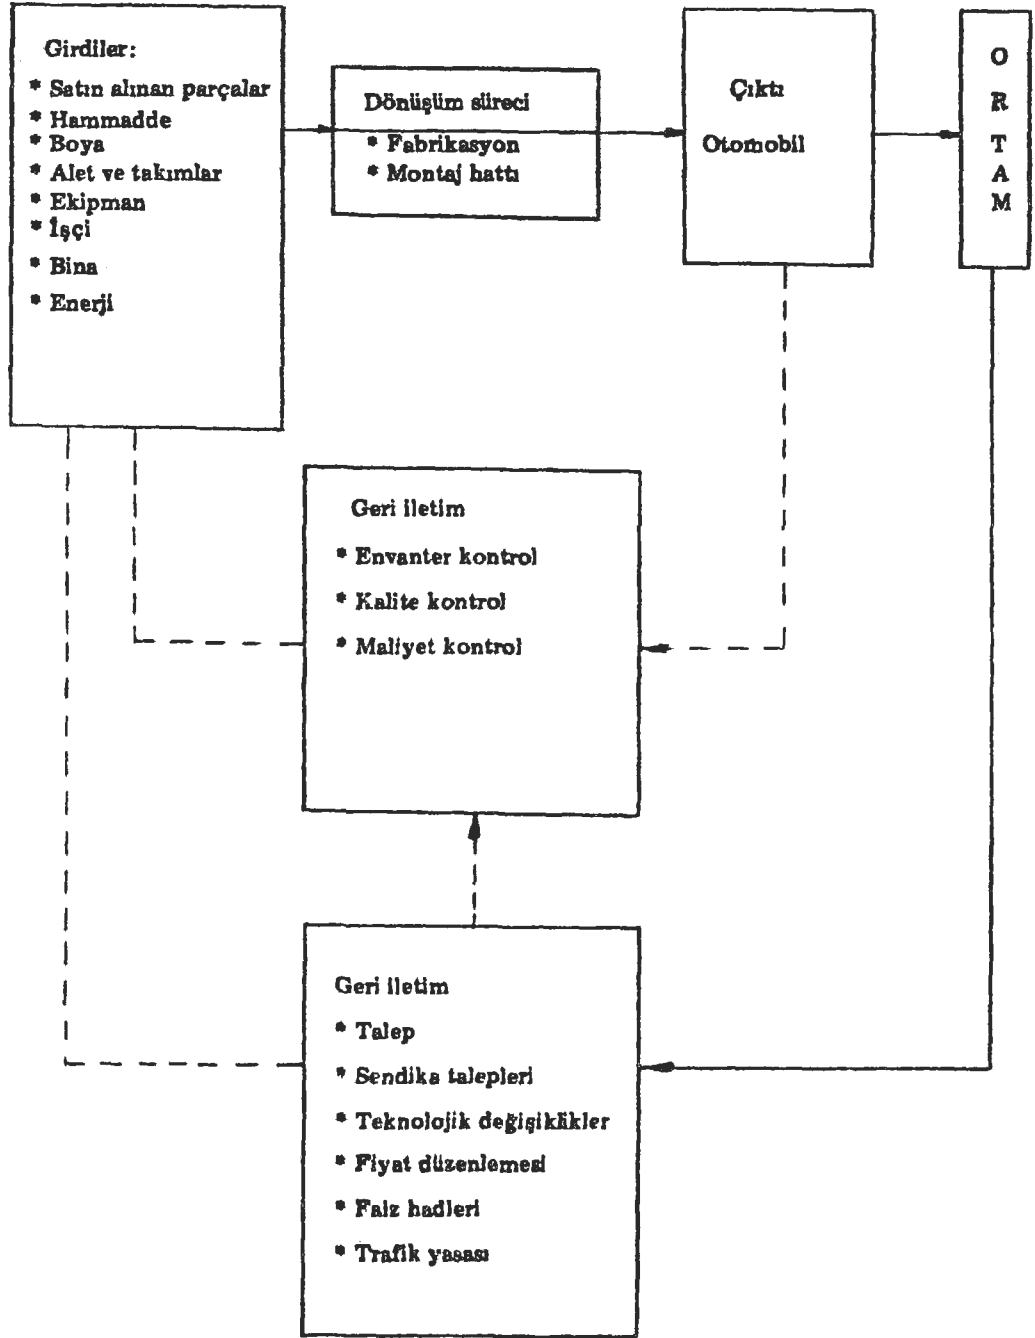 Girdiler:
* Satın alınan parçalar
* Hammadde
* Boya
* Alet ve takımlar
* Ekipman
* İşçi
* Bina
* Enerji
Dönüşüm süreci
* Fabrikasyon
* Montaj hattı
Çıktı
Otomobil
O
R
T
A
M
Geri iletim
* Envanter kontrol
* Kalite kontrol
* Maliyet kontrol
Geri iletim
* Talep
* Sendika talepleri
* Teknolojik değişiklikler
* Fiyat düzenlemesi
* Faiz hadleri
* Trafik yasası